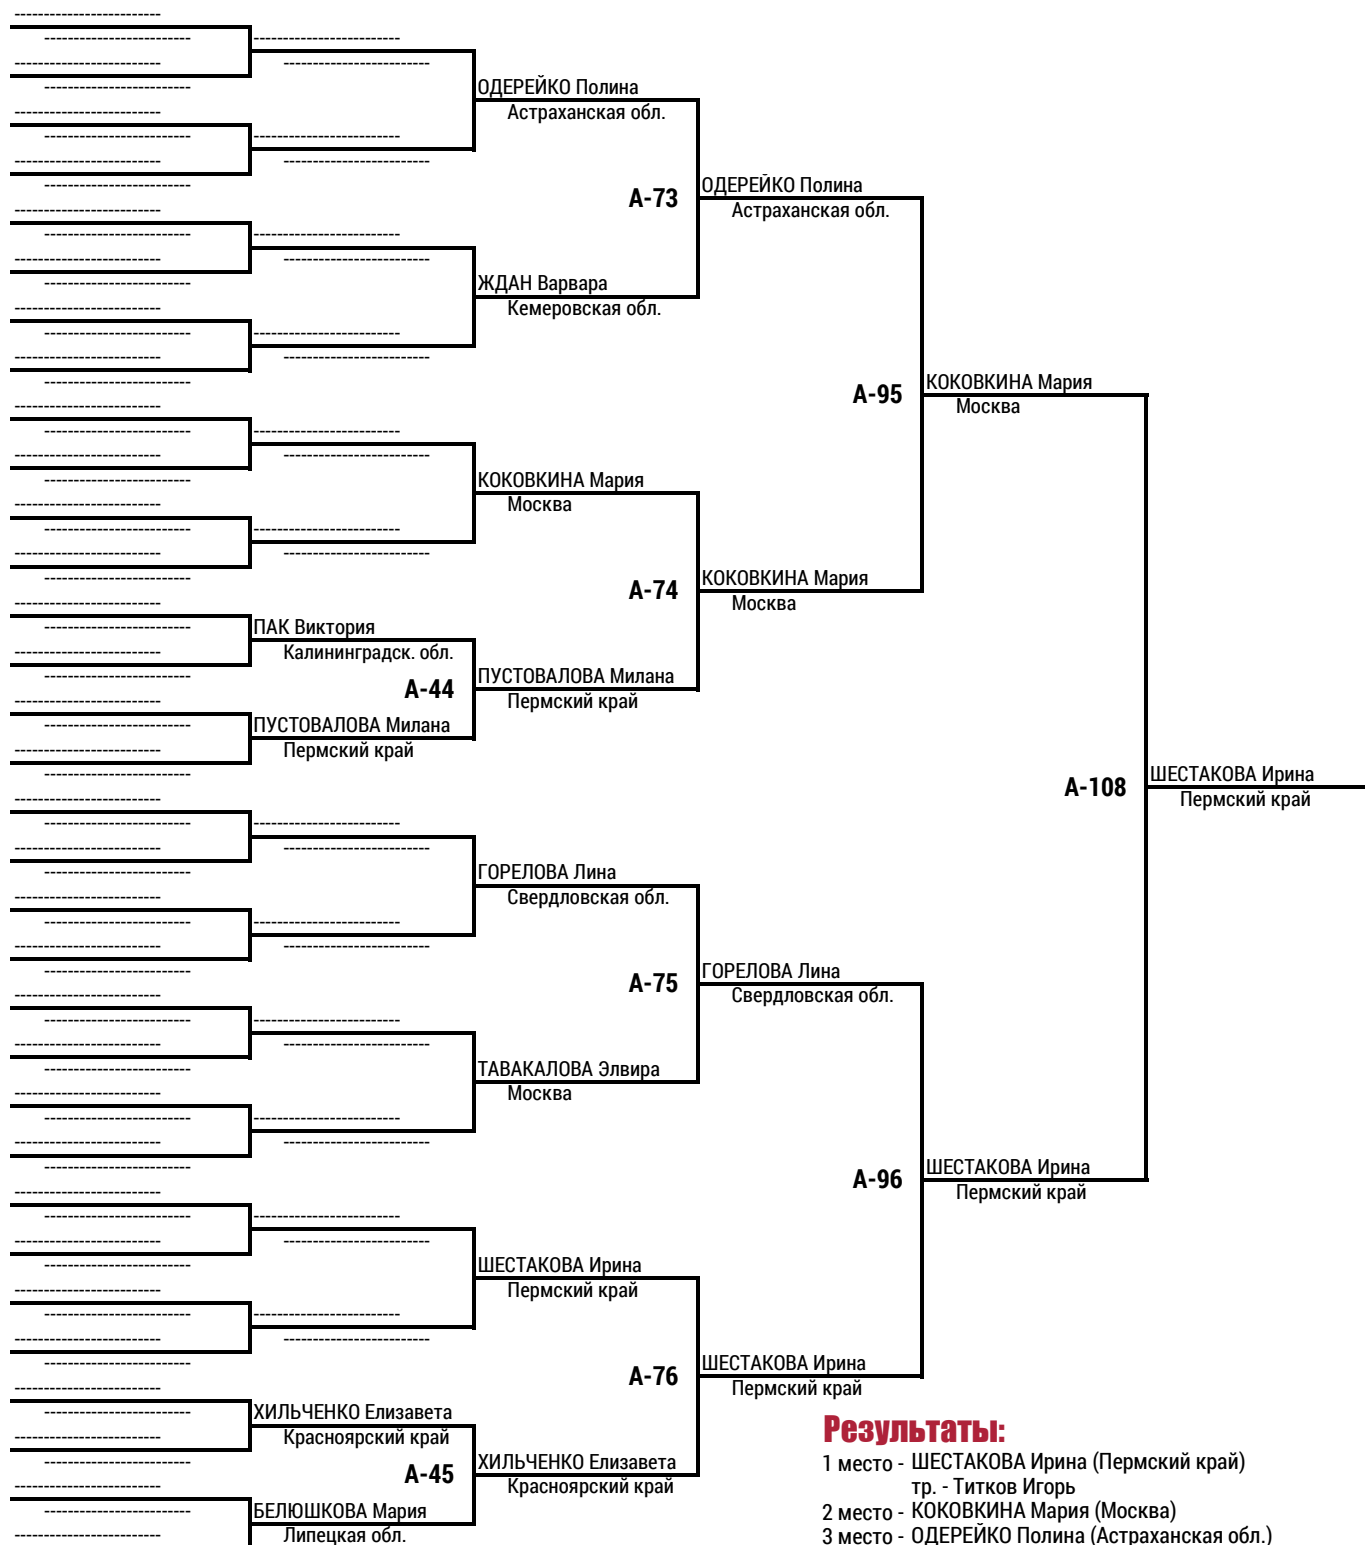 ОДЕРЕЙКО Полина
Астраханская обл.
А-73
ОДЕРЕЙКО Полина
Астраханская обл.
ЖДАН Варвара
Кемеровская обл.
А-95
КОКОВКИНА Мария
Москва
КОКОВКИНА Мария
Москва
А-74
КОКОВКИНА Мария
Москва
ПАК Виктория
Калининградск. обл.
А-44
ПУСТОВАЛОВА Милана
Пермский край
ПУСТОВАЛОВА Милана
Пермский край
А-108
ШЕСТАКОВА Ирина
Пермский край
ГОРЕЛОВА Лина
Свердловская обл.
А-75
ГОРЕЛОВА Лина
Свердловская обл.
ТАВАКАЛОВА Элвира
Москва
А-96
ШЕСТАКОВА Ирина
Пермский край
ШЕСТАКОВА Ирина
Пермский край
А-76
ШЕСТАКОВА Ирина
Пермский край
ХИЛЬЧЕНКО Елизавета
Красноярский край
А-45
ХИЛЬЧЕНКО Елизавета
Красноярский край
БЕЛЮШКОВА Мария
Липецкая обл.
Результаты:
1 место - ШЕСТАКОВА Ирина (Пермский край)
тр. - Титков Игорь
2 место - КОКОВКИНА Мария (Москва)
3 место - ОДЕРЕЙКО Полина (Астраханская обл.)